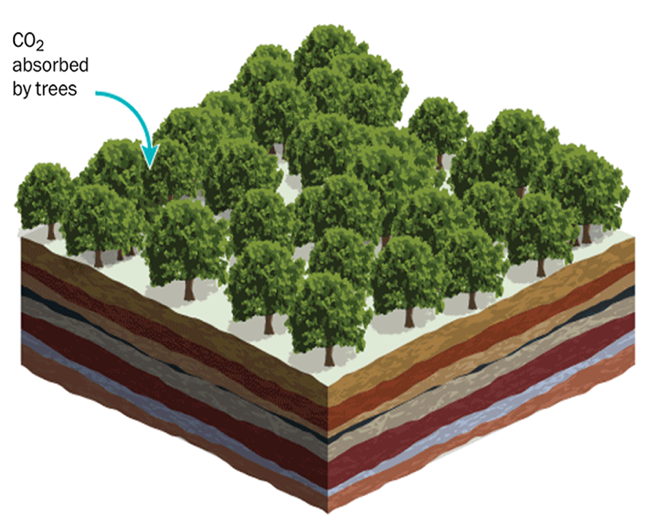 CO₂
absorbed
by trees